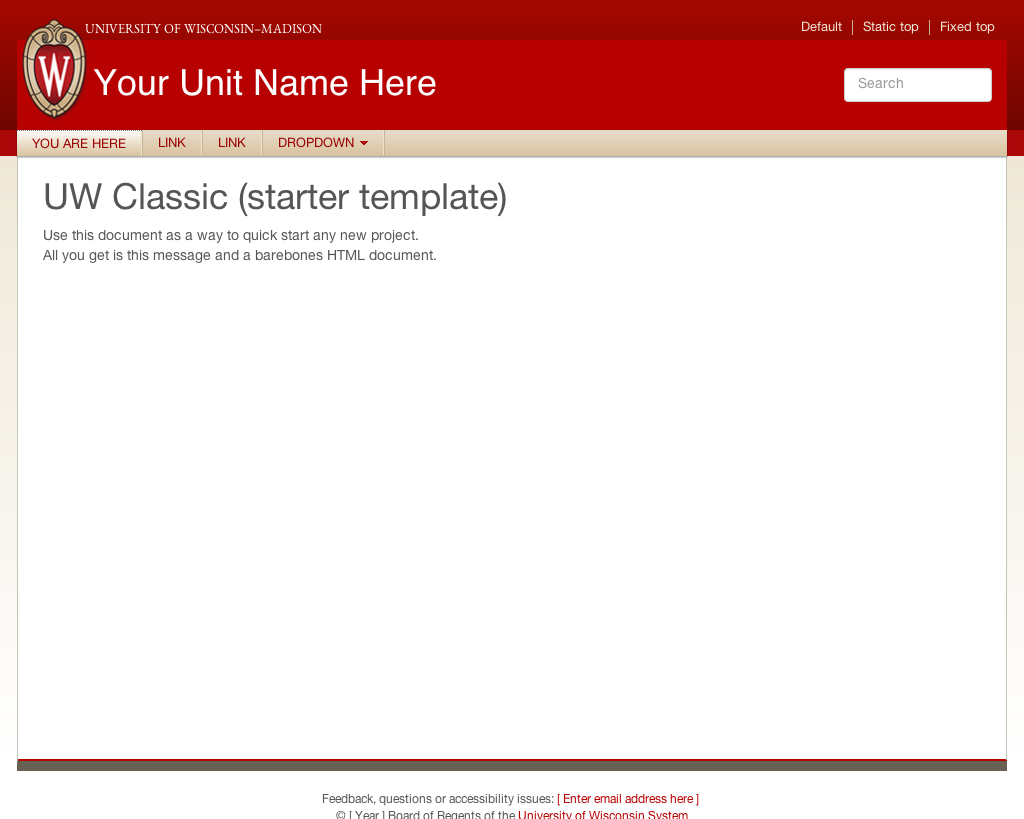 UNIVERSITY OF WISCONSIN–MADISON
Default
Static top
Fixed top
W
Your Unit Name Here
Search
YOU ARE HERE
LINK
LINK
DROPDOWN
UW Classic (starter template)
Use this document as a way to quick start any new project.
All you get is this message and a barebones HTML document.
Feedback, questions or accessibility issues: [ Enter email address here ]
© [ Year ] Board of Regents of the University of Wisconsin System